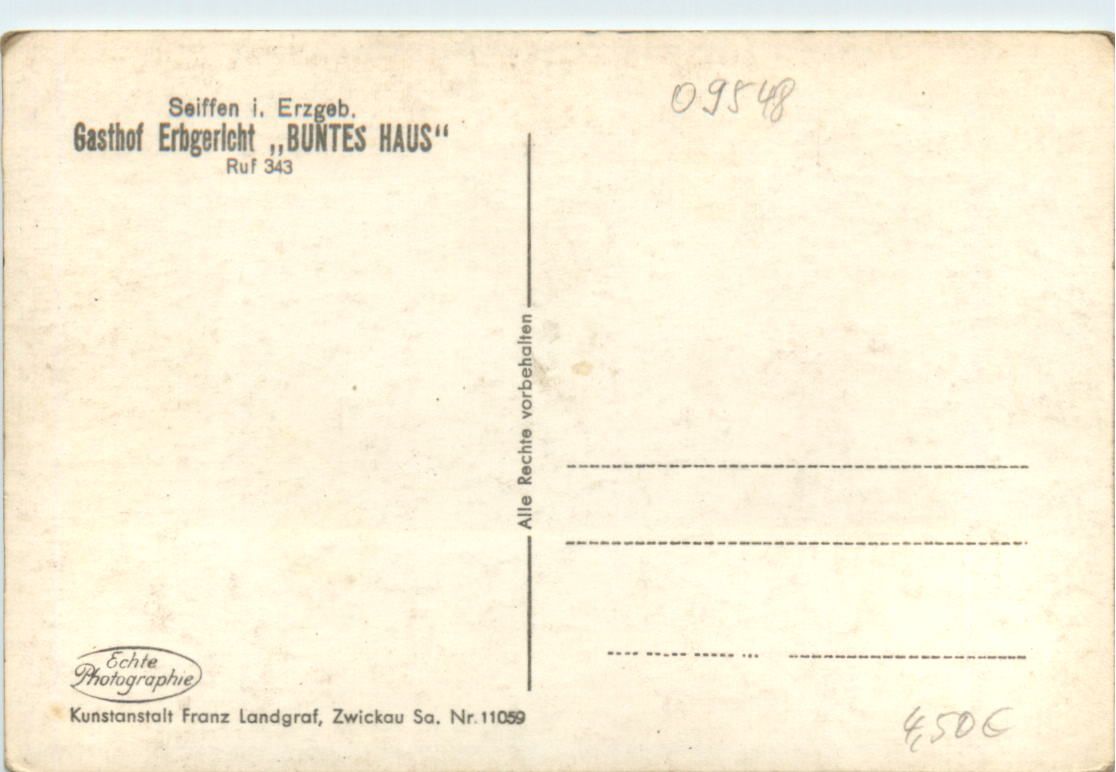 Seiffen i. Erzgeb.
Gasthof Erbgericht „BUNTES HAUS“
Ruf 343
09548
Alle Rechte vorbehalten
Echte
Photographie
Kunstanstalt Franz Landgraf, Zwickau Sa. Nr. 11059
4,50€